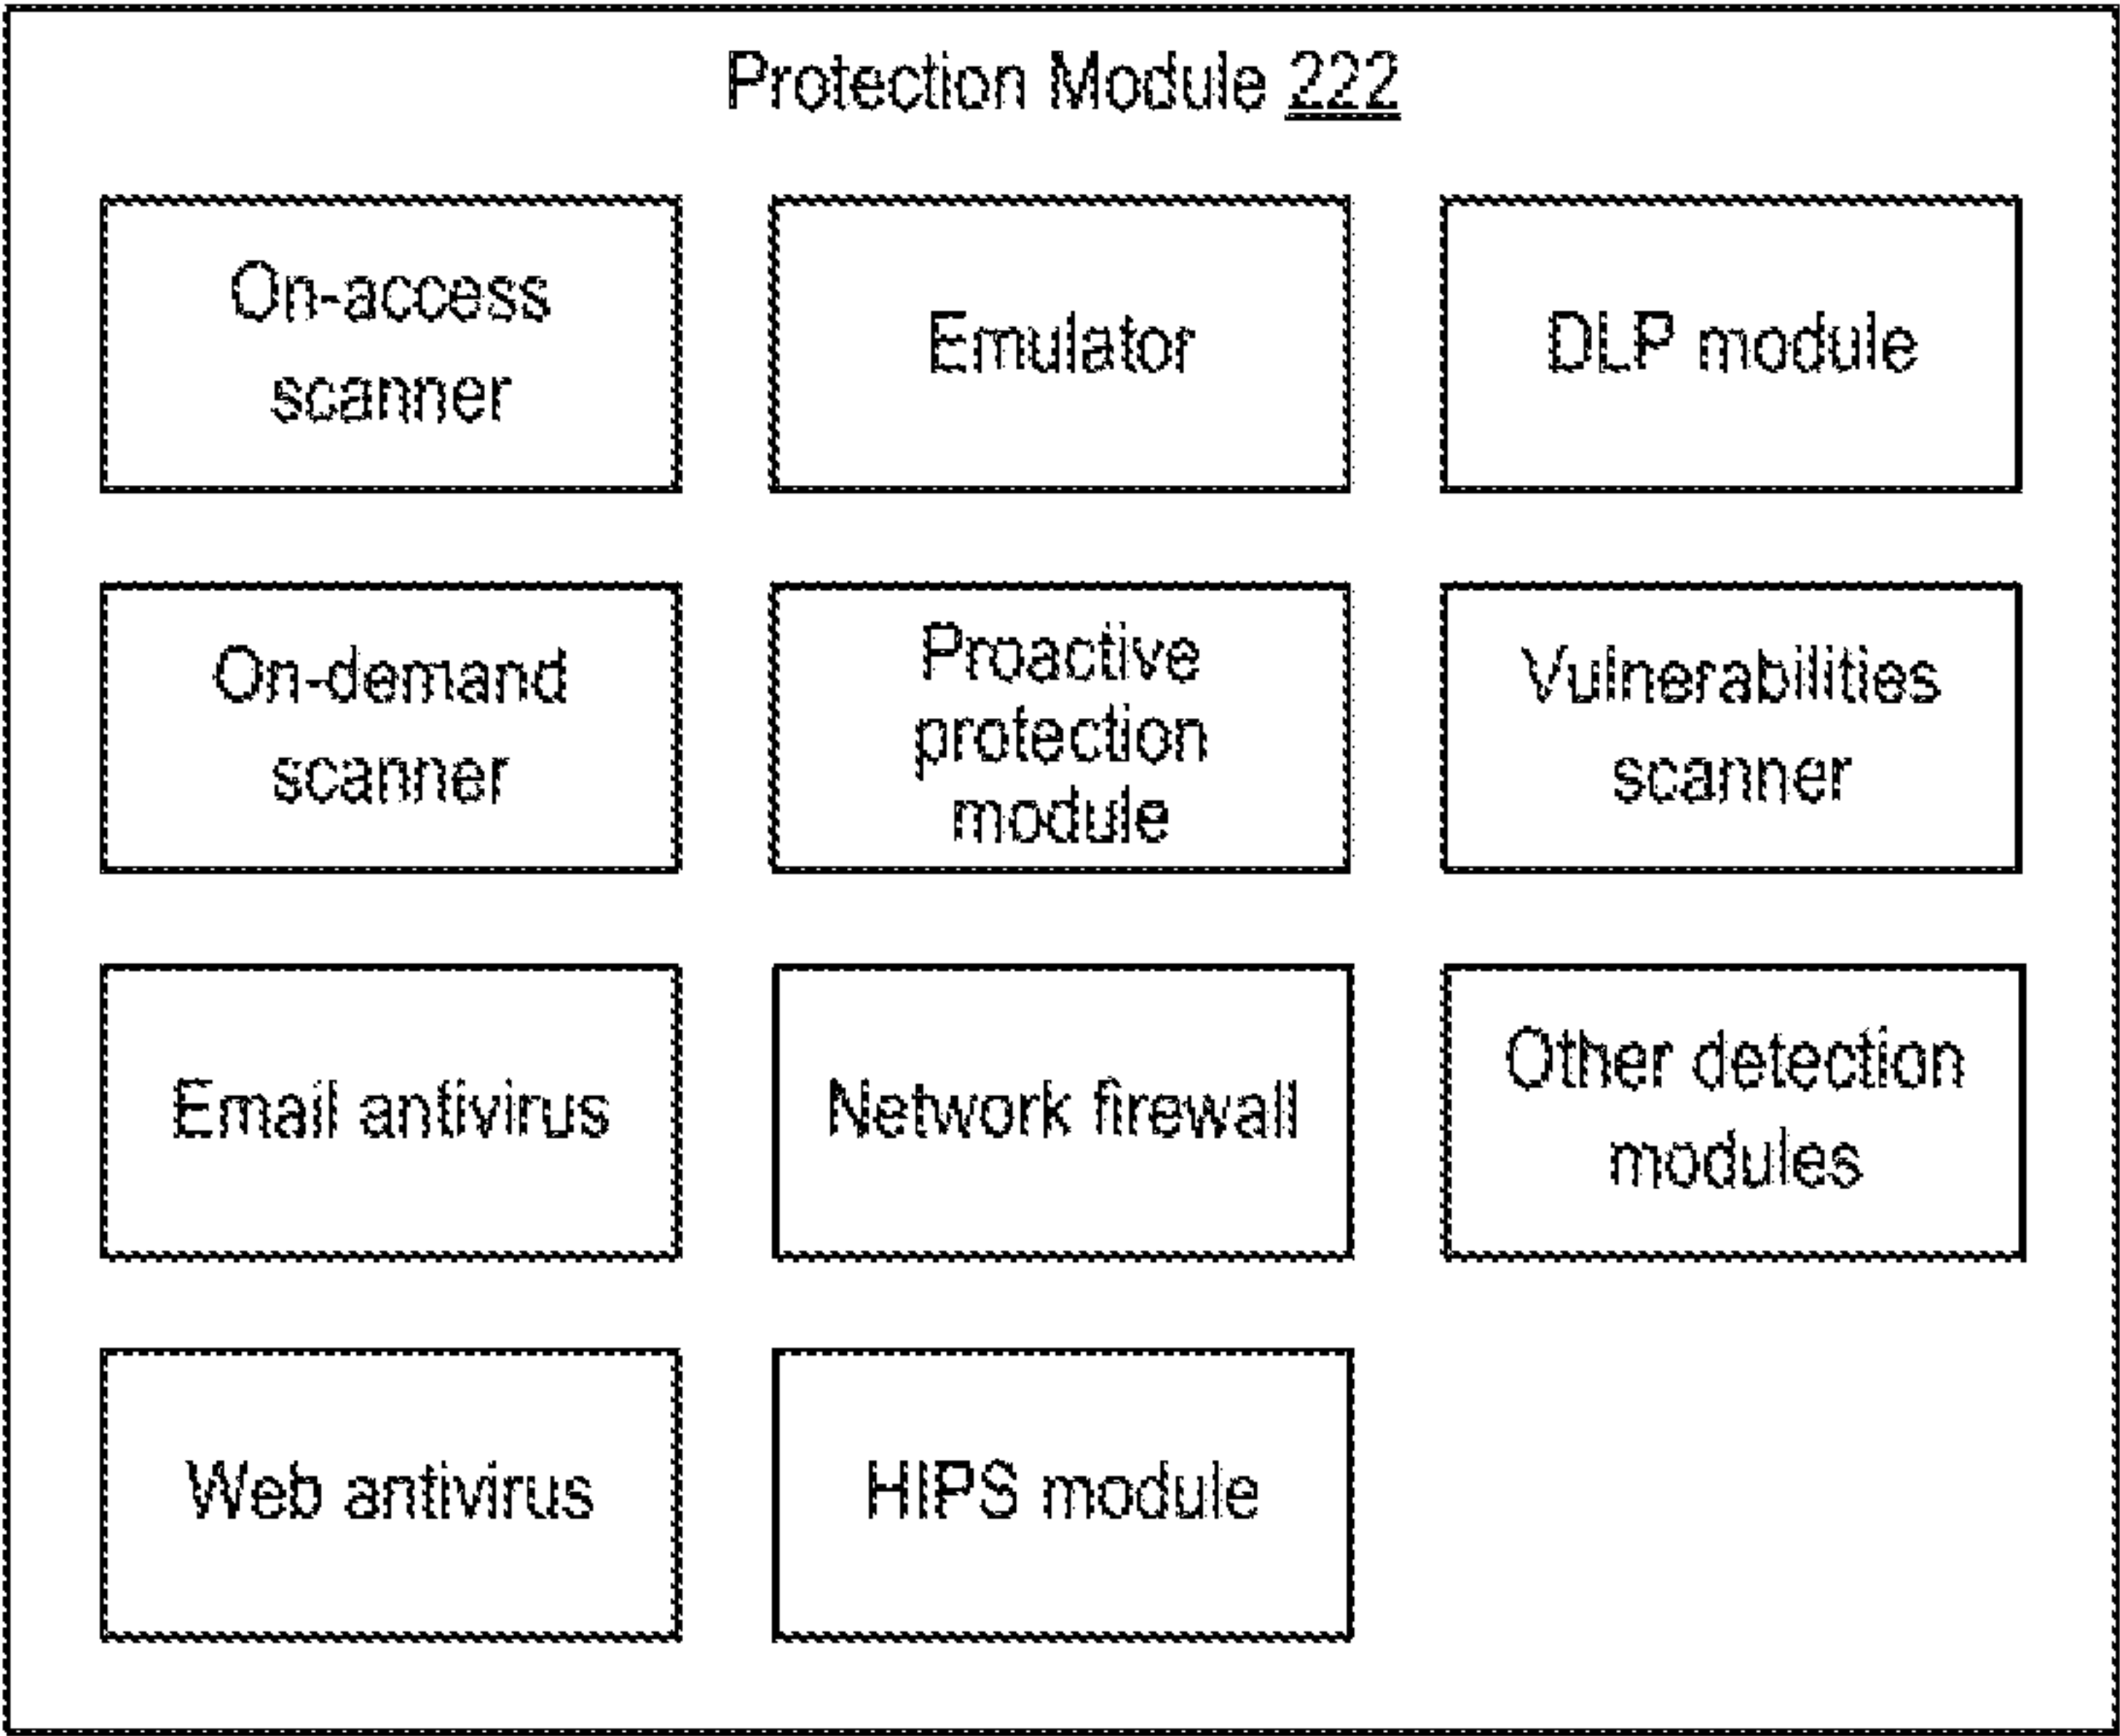 Protection Module 222
On-access
scanner
Emulator
DLP module
On-demand
scanner
Proactive
protection
module
Vulnerabilities
scanner
Email antivirus
Network firewall
Other detection
modules
Web antivirus
HIPS module